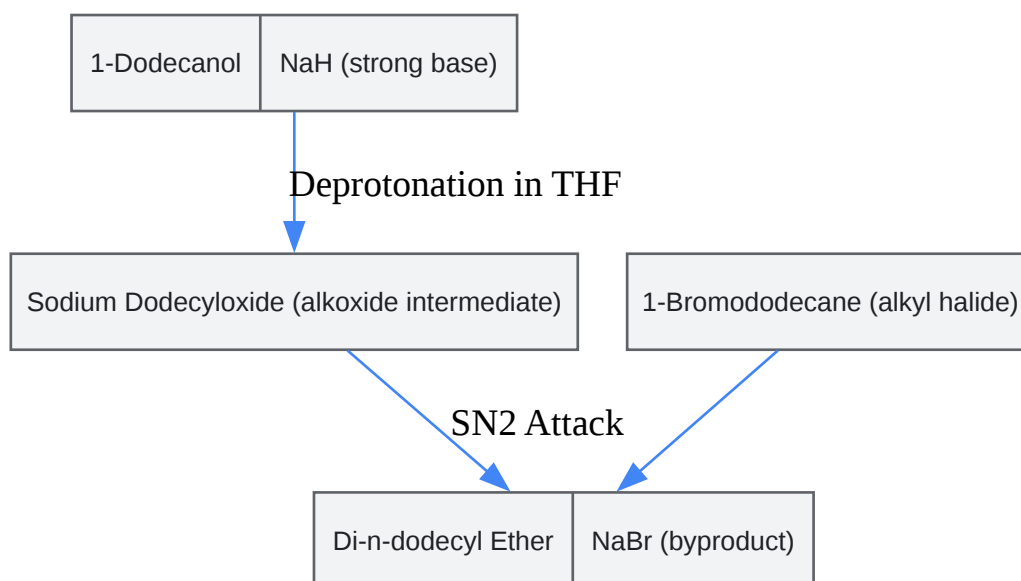 1-Dodecanol
NaH (strong base)
Deprotonation in THF
Sodium Dodecyloxide (alkoxide intermediate)
1-Bromododecane (alkyl halide)
SN2 Attack
Di-n-dodecyl Ether
NaBr (byproduct)